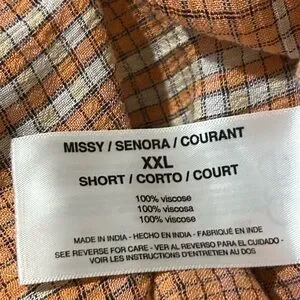 MISSY / SENORA / COURANT
XXL
SHORT / CORTO / COURT
100% viscose
100% viscosa
100% viscose
MADE IN INDIA - HECHO EN INDIA - FABRIQUÉ EN INDE
SEE REVERSE FOR CARE - VER AL REVERSO PARA EL CUIDADO -
VOIR LES INSTRUCTIONS D'ENTRETIEN AU DOS